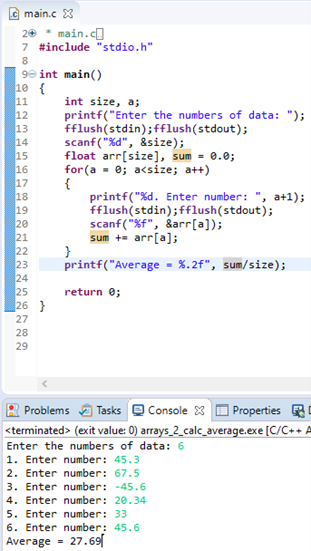 main.c
2 * main.c
7 #include "stdio.h"
8
9 int main()
10 {
11 int size, a;
12 printf("Enter the numbers of data: ");
13 fflush(stdin);fflush(stdout);
14 scanf("%d", &size);
15 float arr[size], sum = 0.0;
16 for(a = 0; a<size; a++)
17 {
18 printf("%d. Enter number: ", a+1);
19 fflush(stdin);fflush(stdout);
20 scanf("%f", &arr[a]);
21 sum += arr[a];
22 }
23 printf("Average = %.2f", sum/size);
24
25 return 0;
26 }
27
28
29
Problems Tasks Console Properties
<terminated> (exit value: 0) arrays_2_calc_average.exe [C/C++ A
Enter the numbers of data: 6
1. Enter number: 45.3
2. Enter number: 67.5
3. Enter number: -45.6
4. Enter number: 20.34
5. Enter number: 33
6. Enter number: 45.6
Average = 27.69